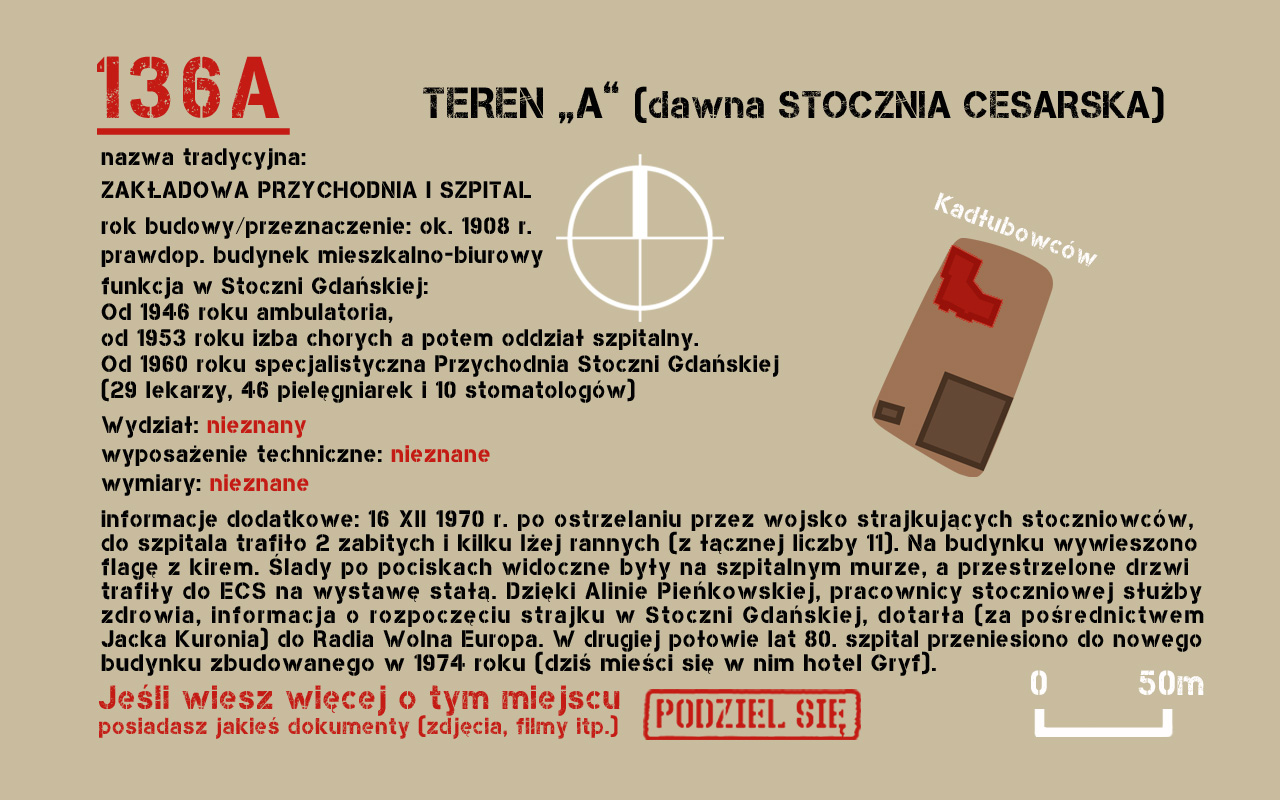 136A
TEREN „A“ (dawna STOCZNIA CESARSKA)
nazwa tradycyjna:
ZAKŁADOWA PRZYCHODNIA I SZPITAL
rok budowy/przeznaczenie: ok. 1908 r.
prawdop. budynek mieszkalno-biurowy
funkcja w Stoczni Gdańskiej:
Od 1946 roku ambulatoria,
od 1953 roku izba chorych a potem oddział szpitalny.
Od 1960 roku specjalistyczna Przychodnia Stoczni Gdańskiej
(29 lekarzy, 46 pielęgniarek i 10 stomatologów)
Wydział: nieznany
wyposażenie techniczne: nieznane
wymiary: nieznane
Kadłubowców
informacje dodatkowe: 16 XII 1970 r. po ostrzelaniu przez wojsko strajkujących stoczniowców,
do szpitala trafiło 2 zabitych i kilku lżej rannych (z łącznej liczby 11). Na budynku wywieszono
flagę z kirem. Ślady po pociskach widoczne były na szpitalnym murze, a przestrzelone drzwi
trafiły do ECS na wystawę stałą. Dzięki Alinie Pieńkowskiej, pracownicy stoczniowej służby
zdrowia, informacja o rozpoczęciu strajku w Stoczni Gdańskiej, dotarła (za pośrednictwem
Jacka Kuronia) do Radia Wolna Europa. W drugiej połowie lat 80. szpital przeniesiono do nowego
budynku zbudowanego w 1974 roku (dziś mieści się w nim hotel Gryf).
Jeśli wiesz więcej o tym miejscu
posiadasz jakieś dokumenty (zdjęcia, filmy itp.)
PODZIEL SIĘ
0 50m